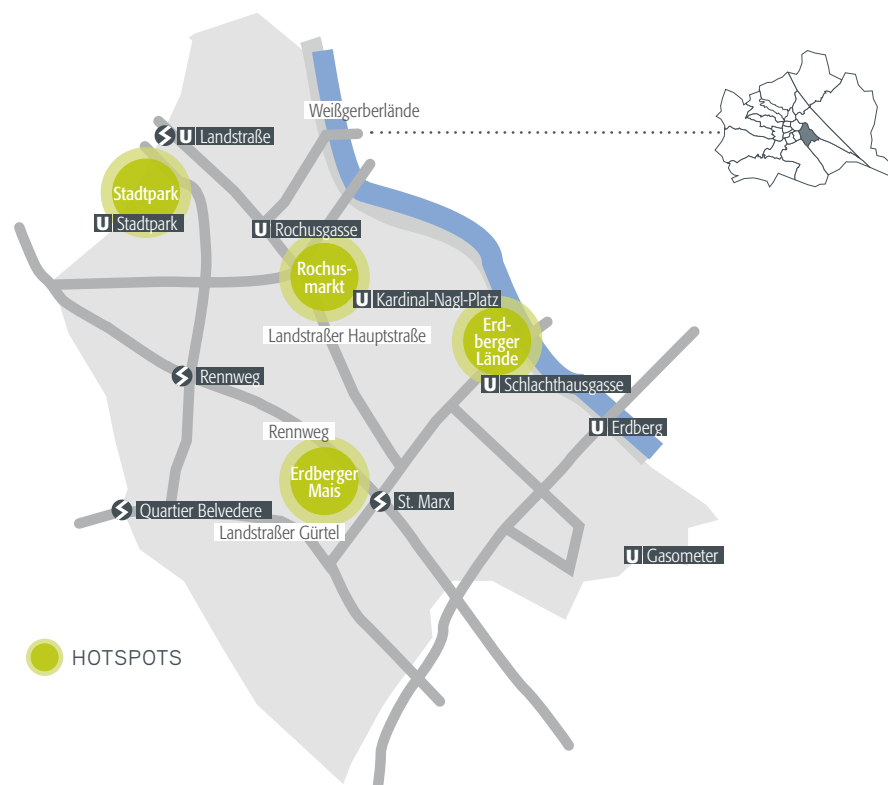 Weißgerberlände
U Landstraße
Stadtpark
U Stadtpark
U Rochusgasse
Rochus-
markt
U Kardinal-Nagl-Platz
Landstraßer Hauptstraße
Erd-
berger
Lände
U Schlachthausgasse
Rennweg
U Erdberg
Rennweg
Erdberger
Mais
St. Marx
Quartier Belvedere
Landstraßer Gürtel
U Gasometer
HOTSPOTS